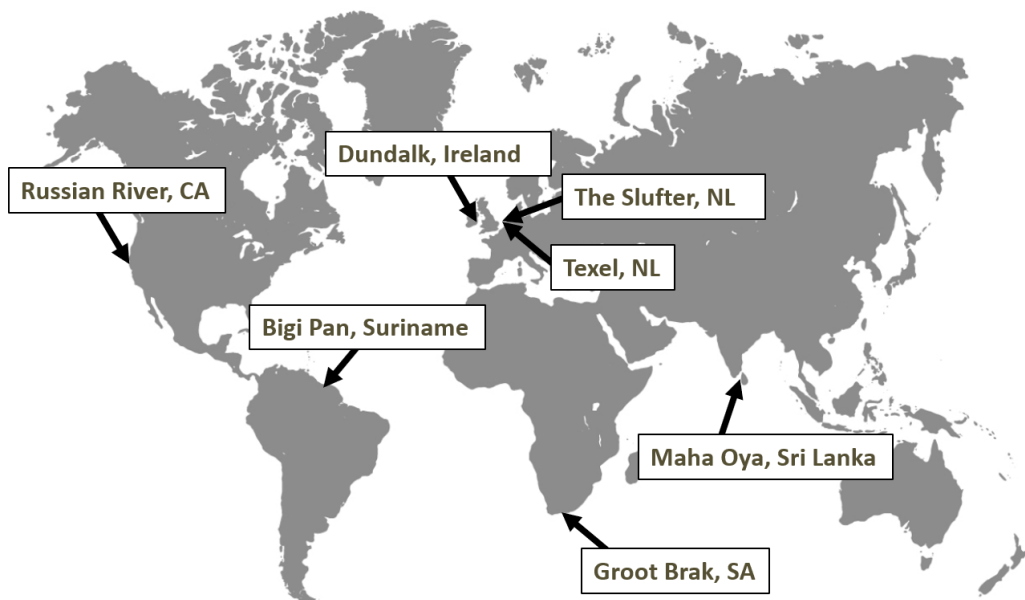 Dundalk, Ireland
Russian River, CA
The Slufter, NL
Texel, NL
Bigi Pan, Suriname
Maha Oya, Sri Lanka
Groot Brak, SA